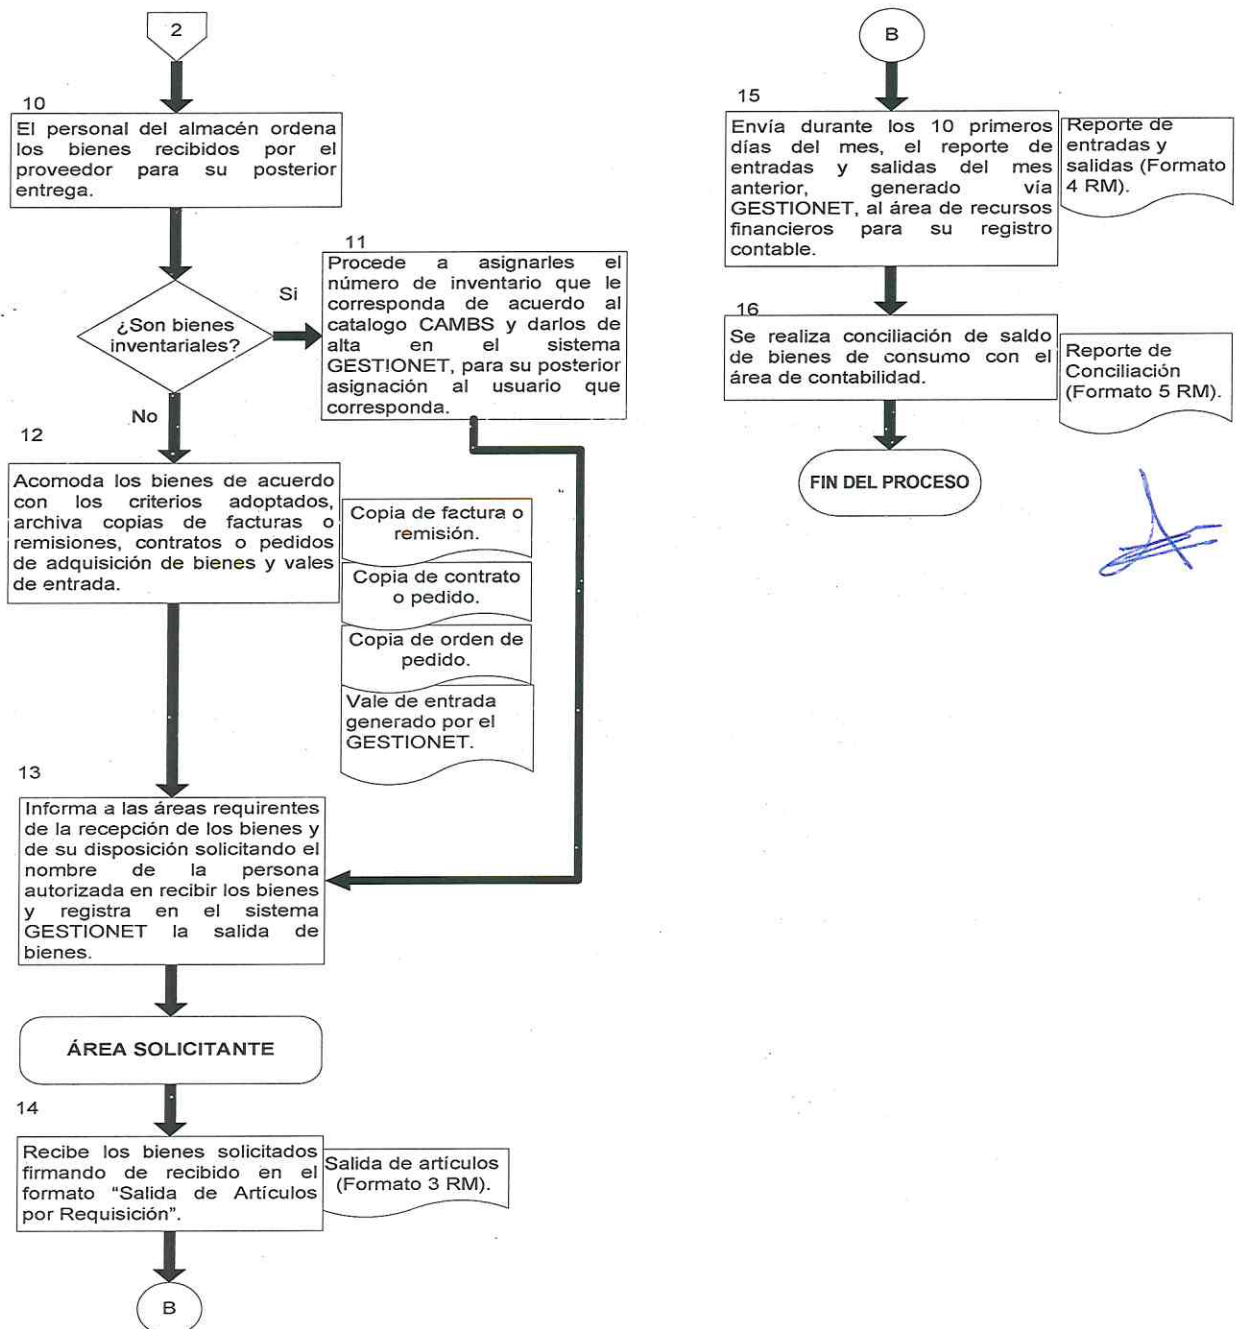 2
10
El personal del almacén ordena
los bienes recibidos por el
proveedor para su posterior
entrega.
¿Son bienes
inventariales?
Si
11
Procede a asignarles el
número de inventario que le
corresponda de acuerdo al
catalogo CAMBS y darlos de
alta en el sistema
GESTIONET, para su posterior
asignación al usuario que
corresponda.
No
12
Acomoda los bienes de acuerdo
con los criterios adoptados,
archiva copias de facturas o
remisiones, contratos o pedidos
de adquisición de bienes y vales
de entrada.
Copia de factura o
remisión.
Copia de contrato
o pedido.
Copia de orden de
pedido.
Vale de entrada
generado por el
GESTIONET.
13
Informa a las áreas requirentes
de la recepción de los bienes y
de su disposición solicitando el
nombre de la persona
autorizada en recibir los bienes
y registra en el sistema
GESTIONET la salida de
bienes.
ÁREA SOLICITANTE
14
Recibe los bienes solicitados
firmando de recibido en el
formato “Salida de Artículos
por Requisición”.
Salida de artículos
(Formato 3 RM).
B
B
15
Envía durante los 10 primeros
días del mes, el reporte de
entradas y salidas del mes
anterior, generado vía
GESTIONET, al área de recursos
financieros para su registro
contable.
Reporte de
entradas y
salidas (Formato
4 RM).
16
Se realiza conciliación de saldo
de bienes de consumo con el
área de contabilidad.
Reporte de
Conciliación
(Formato 5 RM).
FIN DEL PROCESO